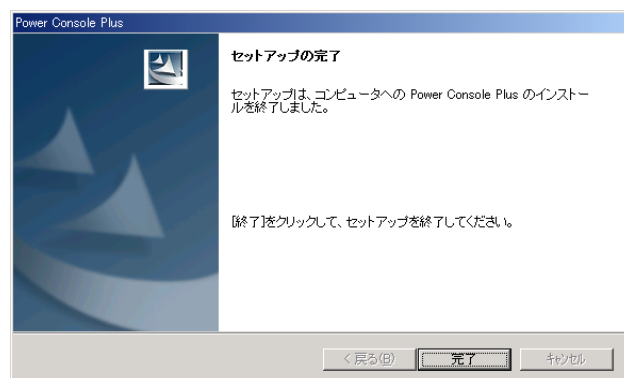 Power Console Plus
セットアップの完了
セットアップは、コンピュータへの Power Console Plus のインストー
ルを終了しました。
[終了]をクリックして、セットアップを終了してください。
< 戻る(B)
完了
キャンセル